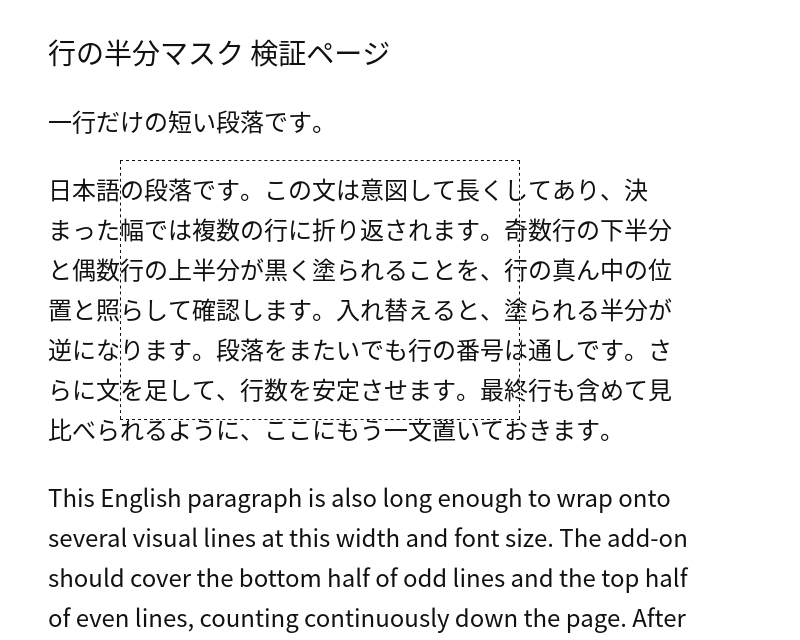 行の半分マスク 検証ページ
一行だけの短い段落です。
日本語の段落です。この文は意図して長くしてあり、決
まった幅では複数の行に折り返されます。奇数行の下半分
と偶数行の上半分が黒く塗られることを、行の真ん中の位
置と照らして確認します。入れ替えると、塗られる半分が
逆になります。段落をまたいでも行の番号は通しです。さ
らに文を足して、行数を安定させます。最終行も含めて見
比べられるように、ここにもう一文置いておきます。
This English paragraph is also long enough to wrap onto
several visual lines at this width and font size. The add-on
should cover the bottom half of odd lines and the top half
of even lines, counting continuously down the page. After